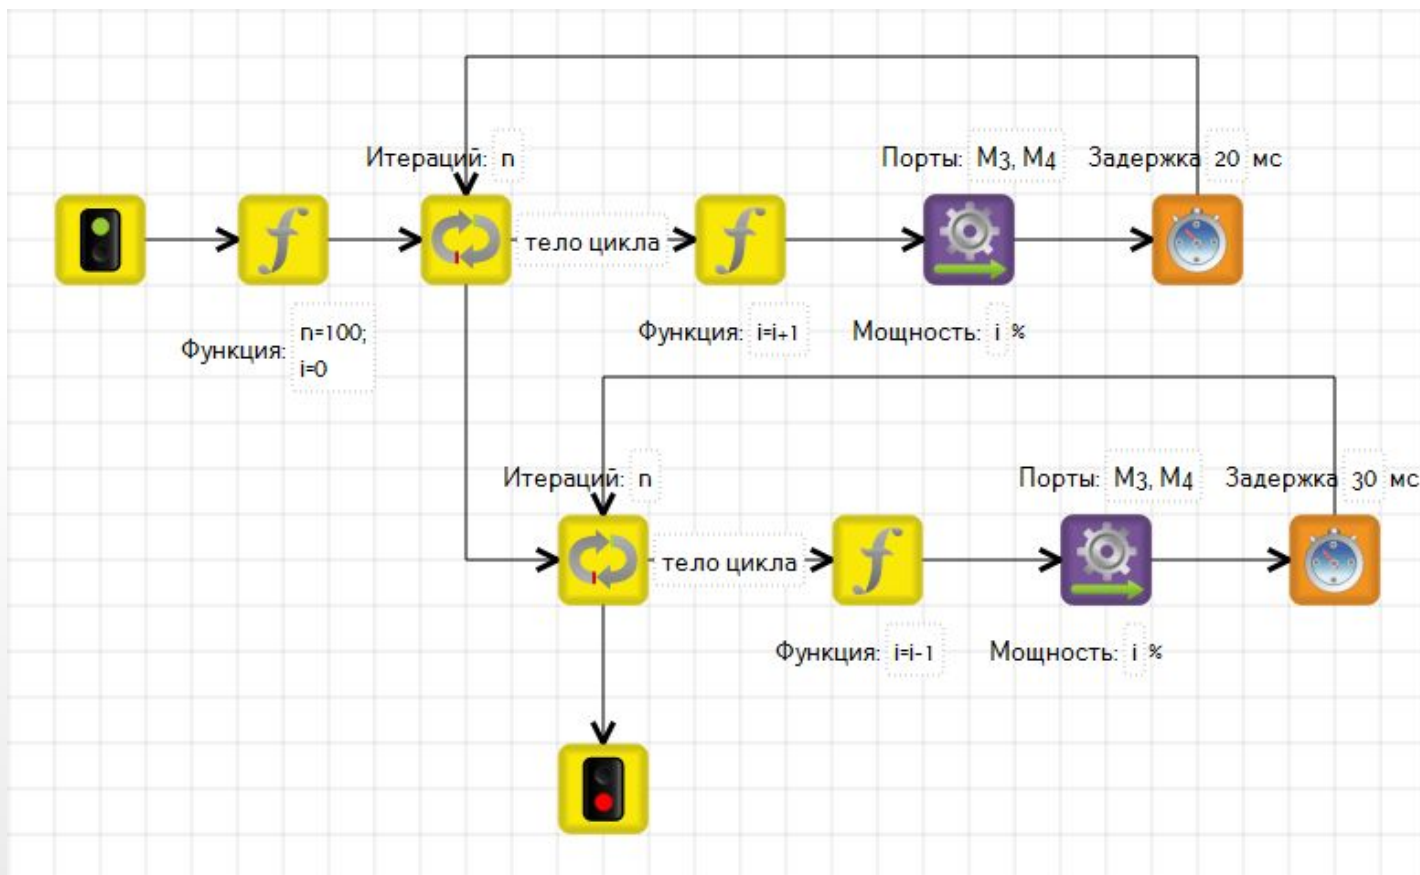 Итераций: n
Порты: M3, M4
Задержка 20 мс
тело цикла
Функция: n=100;
i=0
Функция: i=i+1
Мощность: i %
Итераций: n
Порты: M3, M4
Задержка 30 мс
тело цикла
Функция: i=i-1
Мощность: i %